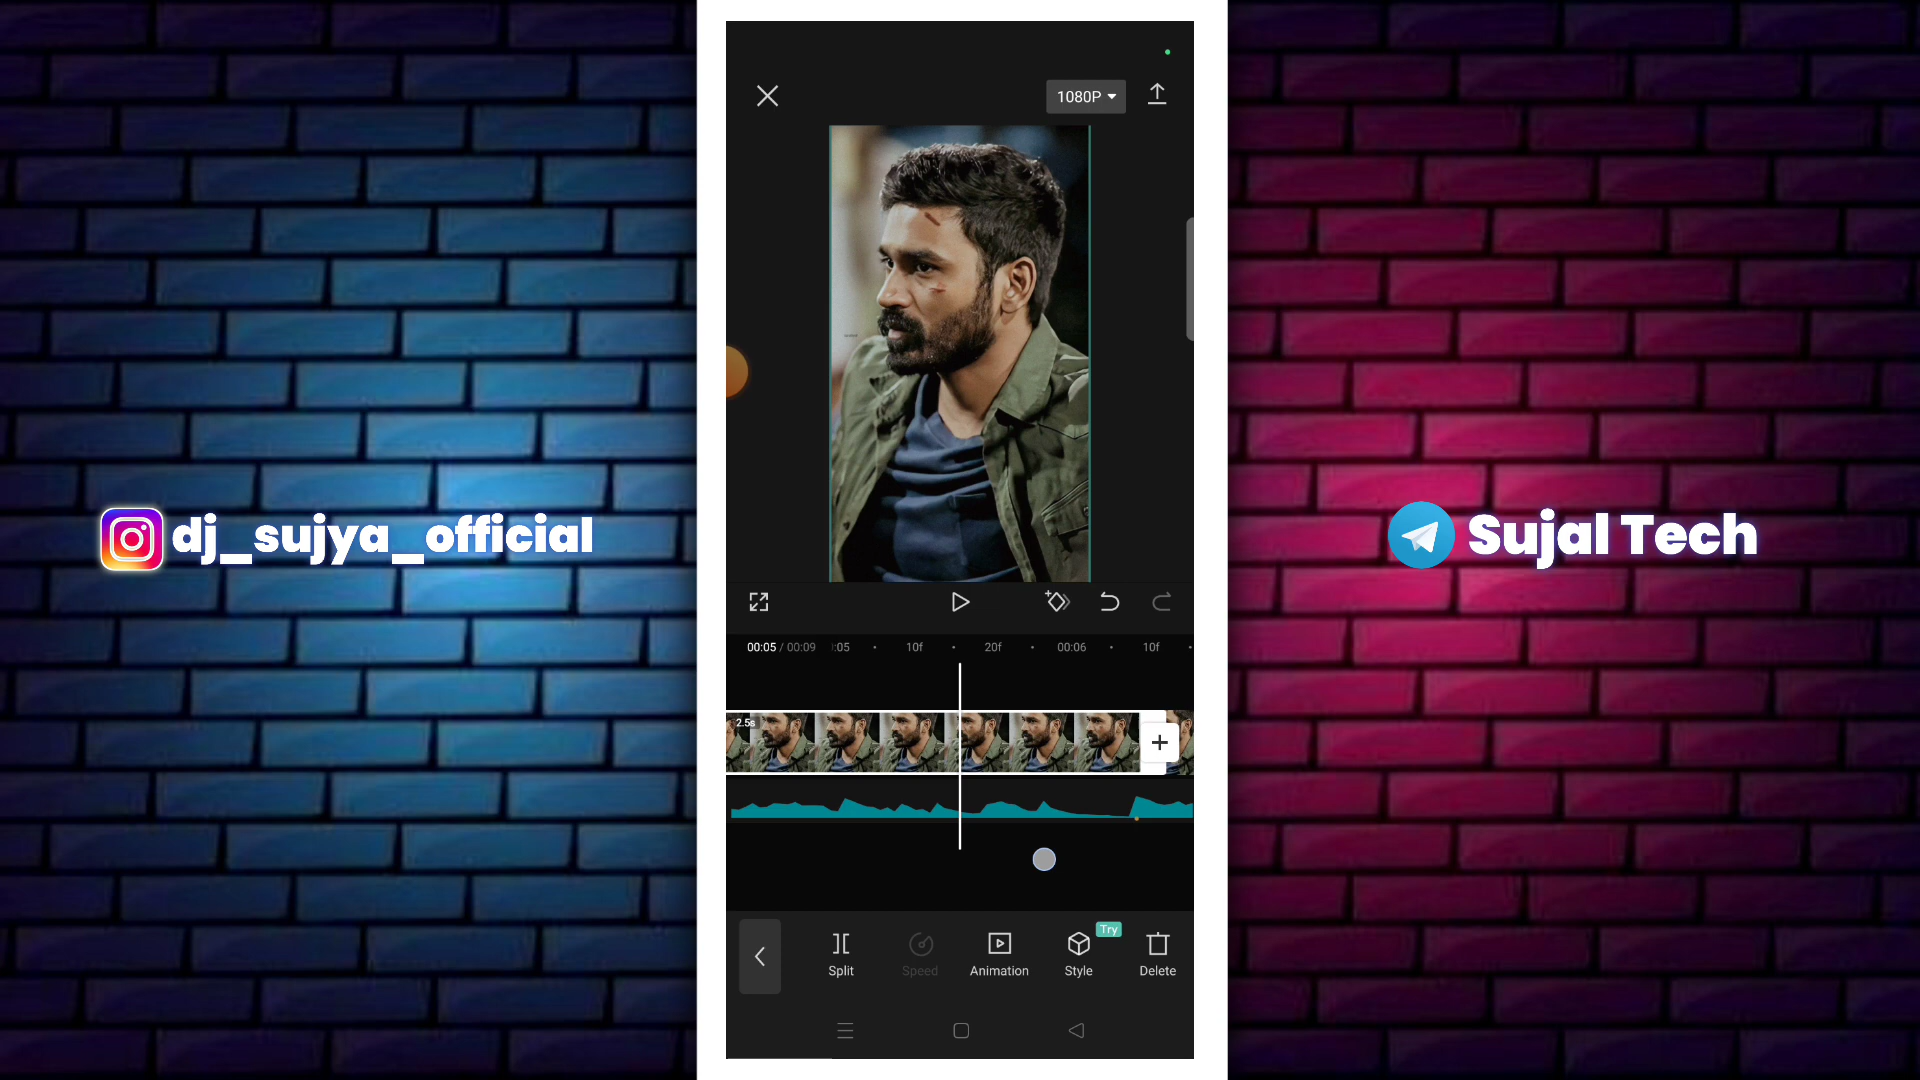 1080P
dj_sujya_official
Sujal Tech
00:05 / 00:09
:05
10f
20f
00:06
10f
2.5s
Try
Split
Speed
Animation
Style
Delete